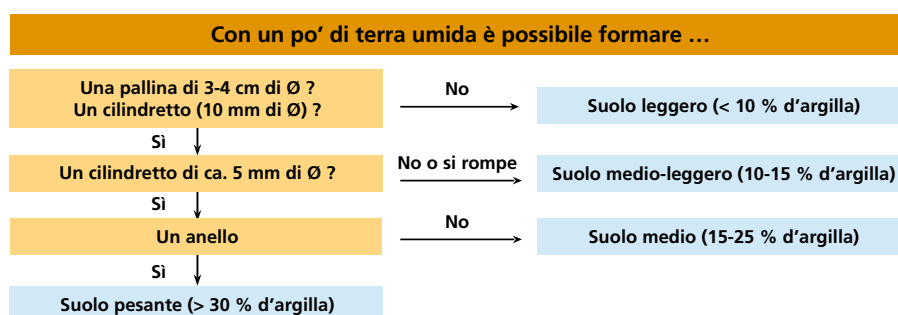 Con un po’ di terra umida è possibile formare …
Una pallina di 3-4 cm di Ø ?
Un cilindretto (10 mm di Ø) ?
No
Suolo leggero (< 10 % d’argilla)
Sì
Un cilindretto di ca. 5 mm di Ø ?
No o si rompe
Suolo medio-leggero (10-15 % d’argilla)
Sì
Un anello
No
Suolo medio (15-25 % d’argilla)
Sì
Suolo pesante (> 30 % d’argilla)